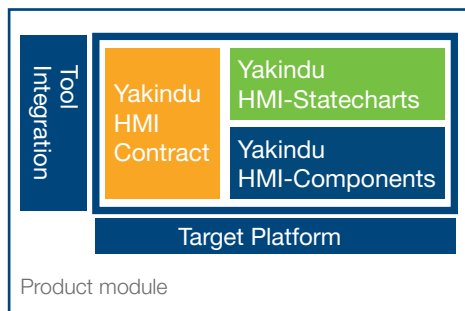 Tool
Integration
Yakindu
HMI
Contract
Yakindu
HMI-Statecharts
Yakindu
HMI-Components
Target Platform
Product module